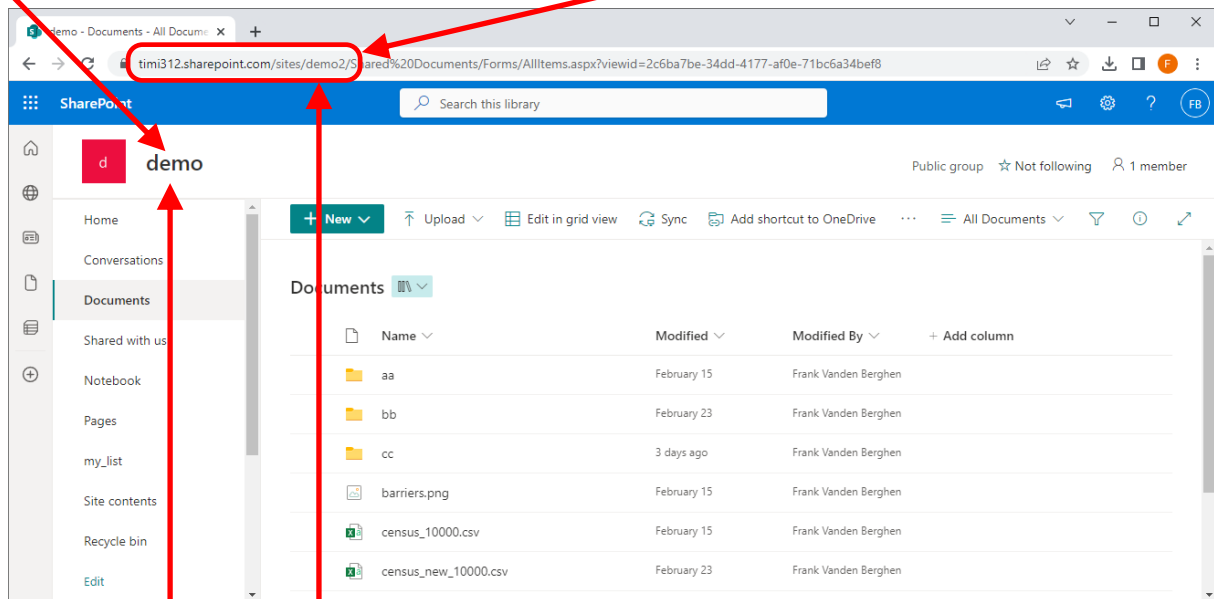 demo - Documents - All Docume
timi312.sharepoint.com/sites/demo2/Shared%20Documents/Forms/AllItems.aspx?viewid=2c6ba7be-34dd-4177-af0e-71bc6a34bef8
SharePoint
Search this library
?
FB
d
demo
Public group
Not following
1 member
Home
Conversations
Documents
Shared with us
Notebook
Pages
my_list
Site contents
Recycle bin
Edit
+ New
Upload
Edit in grid view
Sync
Add shortcut to OneDrive
...
All Documents
Documents
Name Modified Modified By + Add column
aa February 15 Frank Vanden Berghen
bb February 23 Frank Vanden Berghen
cc 3 days ago Frank Vanden Berghen
barriers.png February 15 Frank Vanden Berghen
census_10000.csv February 15 Frank Vanden Berghen
census_new_10000.csv February 23 Frank Vanden Berghen